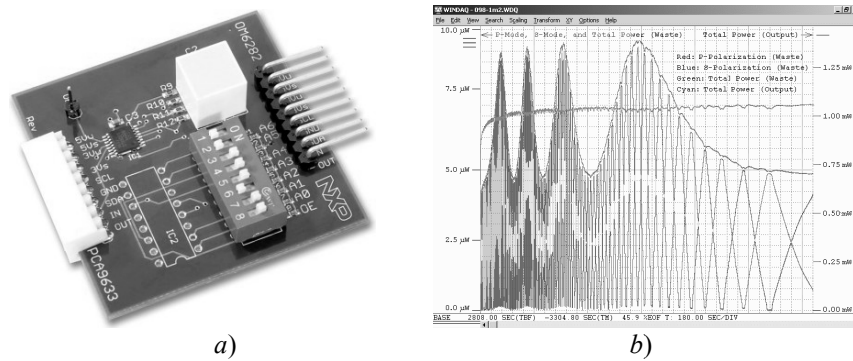 OM6282
C2
R9
R10
R11
R12
C3
IC1
Rev
5Vu
5Vs
3Vu
3Vs
SCL
GND
SDA
IN
OUT
PCA9633
IC2
ON
1 2 3 4 5 6 7 8
SCL
OUT
A3
A2
A1
A0
OE
NXP
a)
WINDAQ - 098-1m2.WDQ
File Edit View Search Scaling Transform XY Options Help
10.0 µW
P-Mode, S-Mode, and Total Power (Waste) Total Power (Output)
Red: P-Polarization (Waste)
Blue: S-Polarization (Waste)
Green: Total Power (Waste)
Cyan: Total Power (Output)
1.25 mW
7.5 µW
1.00 mW
5.0 µW
0.75 mW
0.50 mW
2.5 µW
0.25 mW
0.0 µW
0.00 mW
BASE 2808.00 SEC(TBF) -3304.80 SEC(TM) 45.9 %EOF T: 180.00 SEC/DIV
b)